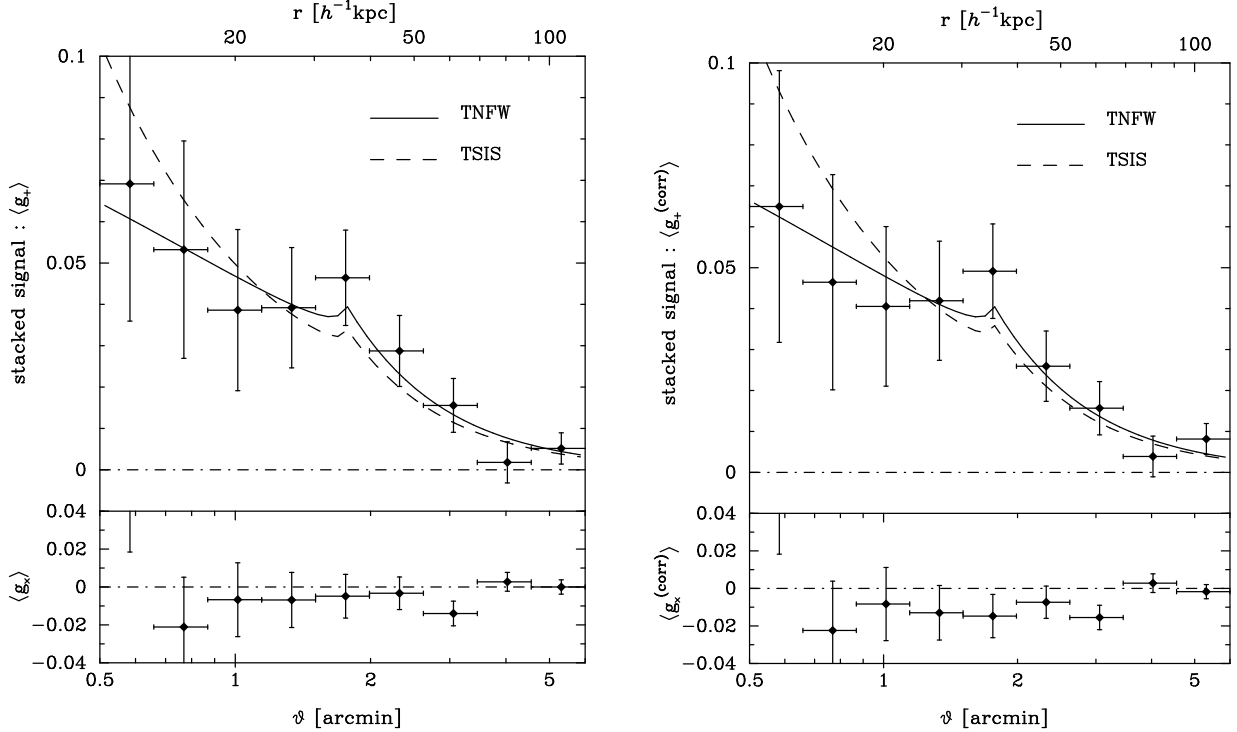 r [h⁻¹kpc]
20
50
100
0.1
0.05
0
stacked signal : ⟨g₊⟩
TNFW
TSIS
0.04
0.02
0
−0.02
−0.04
⟨gₓ⟩
0.5
1
2
5
ϑ [arcmin]
r [h⁻¹kpc]
20
50
100
0.1
0.05
0
stacked signal : ⟨g₊^(corr)⟩
TNFW
TSIS
0.04
0.02
0
−0.02
−0.04
⟨gₓ^(corr)⟩
0.5
1
2
5
ϑ [arcmin]